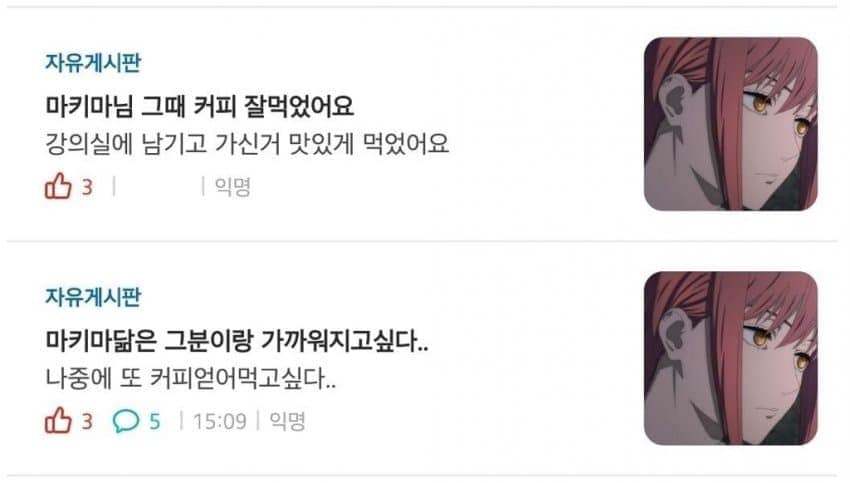 자유게시판
마키마님 그때 커피 잘먹었어요
강의실에 남기고 가신거 맛있게 먹었어요
3 | | 익명
자유게시판
마키마닮은 그분이랑 가까워지고싶다..
나중에 또 커피얻어먹고싶다..
3 5 | 15:09 | 익명